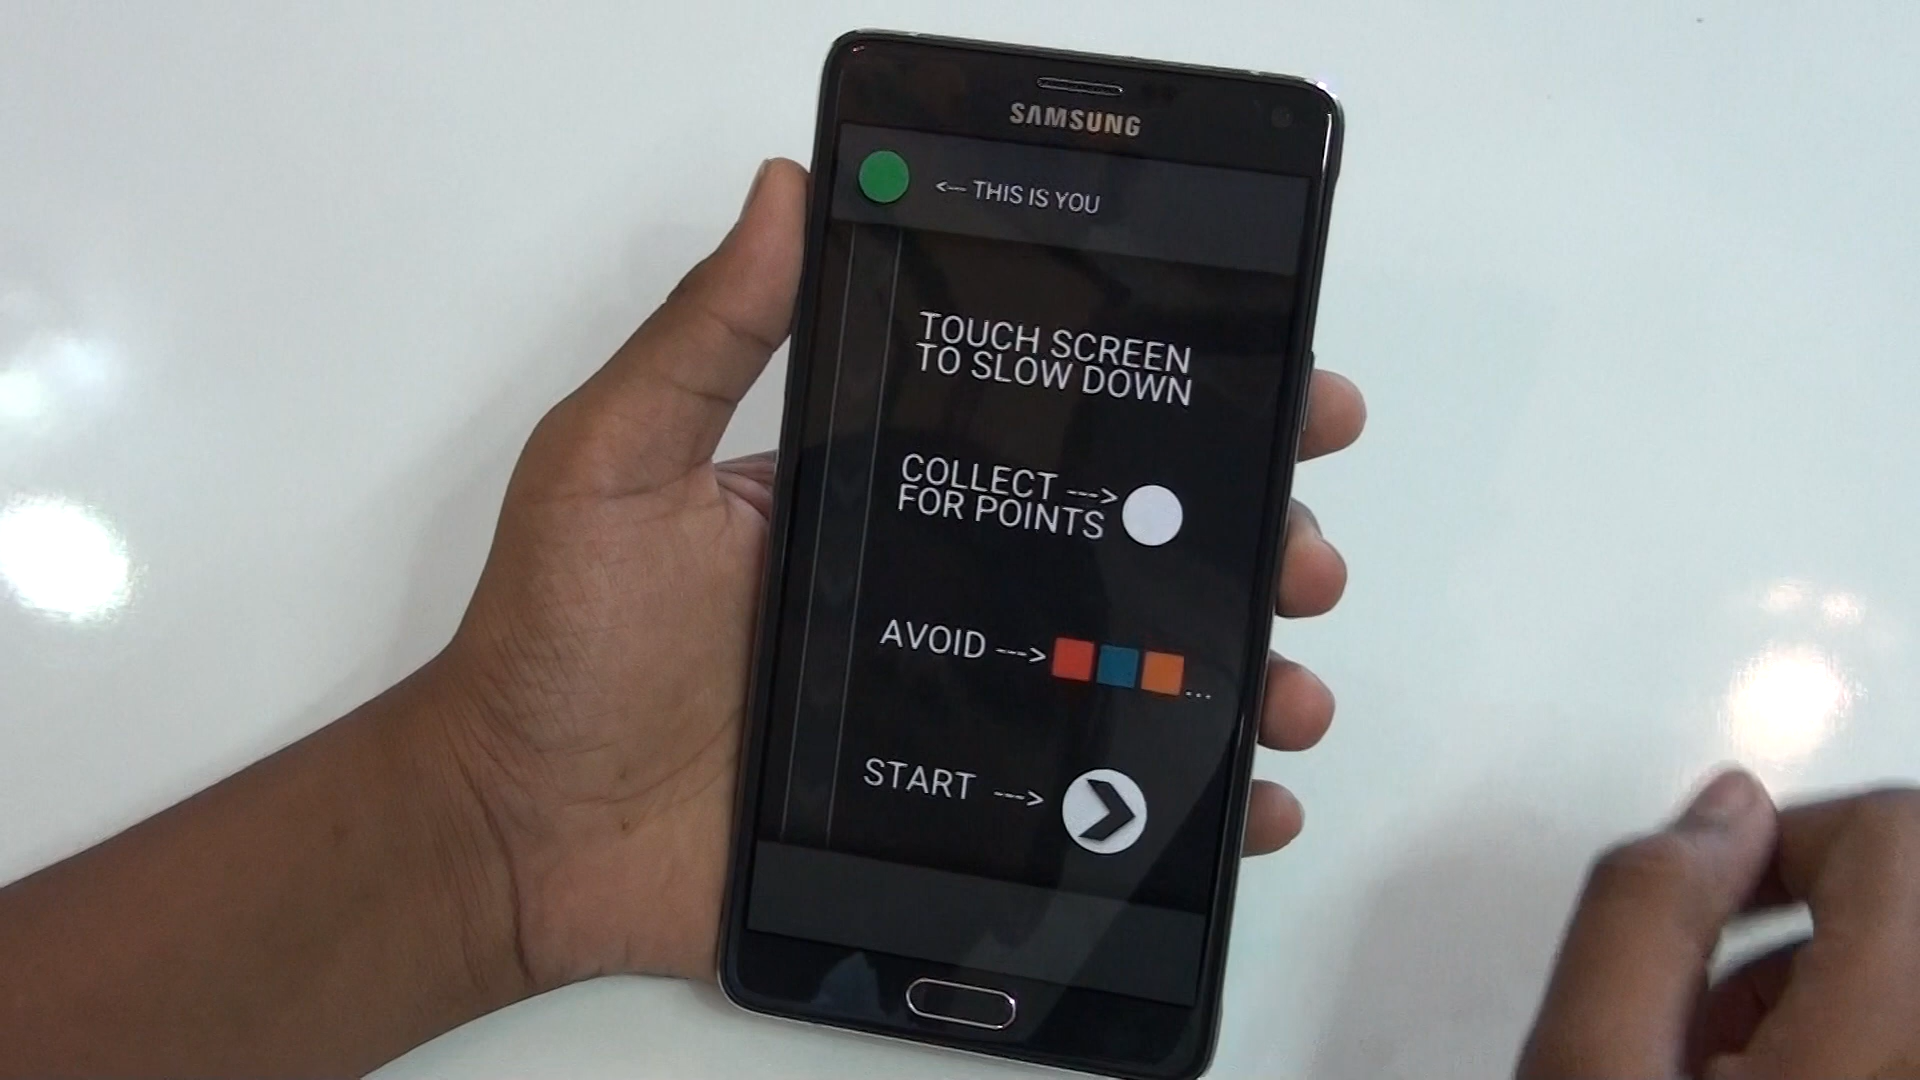 SAMSUNG
<--- THIS IS YOU
TOUCH SCREEN
TO SLOW DOWN
COLLECT --->
FOR POINTS
AVOID ---> ...
START --->